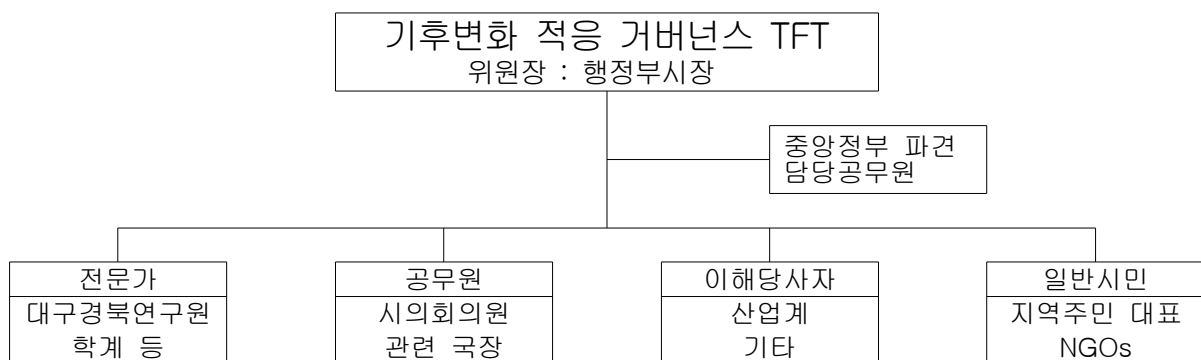 기후변화 적응 거버넌스 TFT
위원장 : 행정부시장
중앙정부 파견
담당공무원
전문가
대구경북연구원
학계 등
공무원
시의회의원
관련 국장
이해당사자
산업계
기타
일반시민
지역주민 대표
NGOs